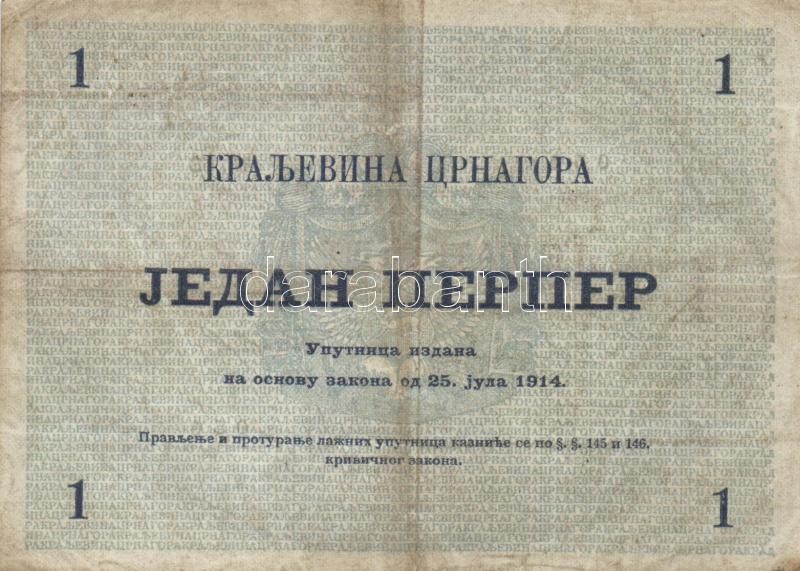 1 1
КРАЉЕВИНА ЦРНАГОРА
ЈЕДАН ПЕРПЕР
darabanth
Упутница издана
на основу закона од 25. јула 1914.
Прављење и протурање лажних упутница казниће се по §. §. 145 и 146.
кривичног закона.
1 1